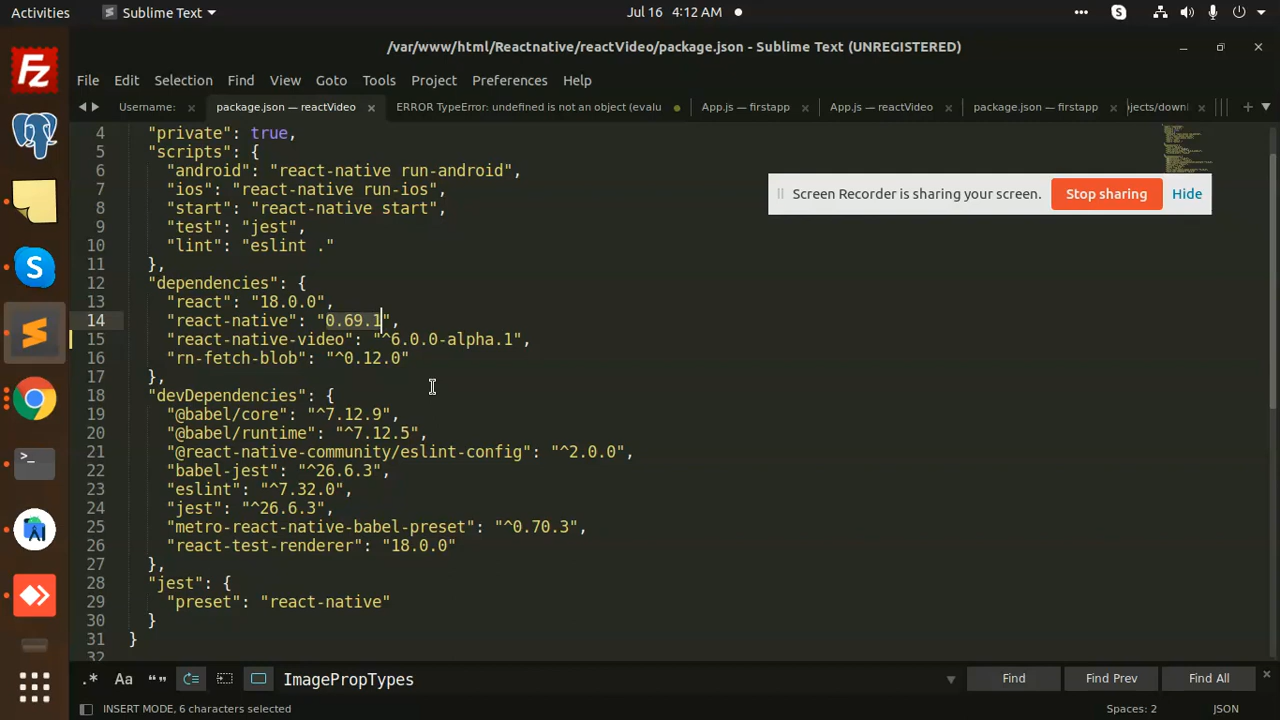 Activities
Sublime Text
Jul 16 4:12 AM
/var/www/html/Reactnative/reactVideo/package.json - Sublime Text (UNREGISTERED)
File Edit Selection Find View Goto Tools Project Preferences Help
Username: package.json — reactVideo ERROR TypeError: undefined is not an object (evalu App.js — firstapp App.js — reactVideo package.json — firstapp
Screen Recorder is sharing your screen. Stop sharing Hide
4 "private": true,
5 "scripts": {
6 "android": "react-native run-android",
7 "ios": "react-native run-ios",
8 "start": "react-native start",
9 "test": "jest",
10 "lint": "eslint ."
11 },
12 "dependencies": {
13 "react": "18.0.0",
14 "react-native": "0.69.1",
15 "react-native-video": "^6.0.0-alpha.1",
16 "rn-fetch-blob": "^0.12.0"
17 },
18 "devDependencies": {
19 "@babel/core": "^7.12.9",
20 "@babel/runtime": "^7.12.5",
21 "@react-native-community/eslint-config": "^2.0.0",
22 "babel-jest": "^26.6.3",
23 "eslint": "^7.32.0",
24 "jest": "^26.6.3",
25 "metro-react-native-babel-preset": "^0.70.3",
26 "react-test-renderer": "18.0.0"
27 },
28 "jest": {
29 "preset": "react-native"
30 }
31 }
32
.* Aa ImagePropTypes Find Find Prev Find All
INSERT MODE, 6 characters selected Spaces: 2 JSON